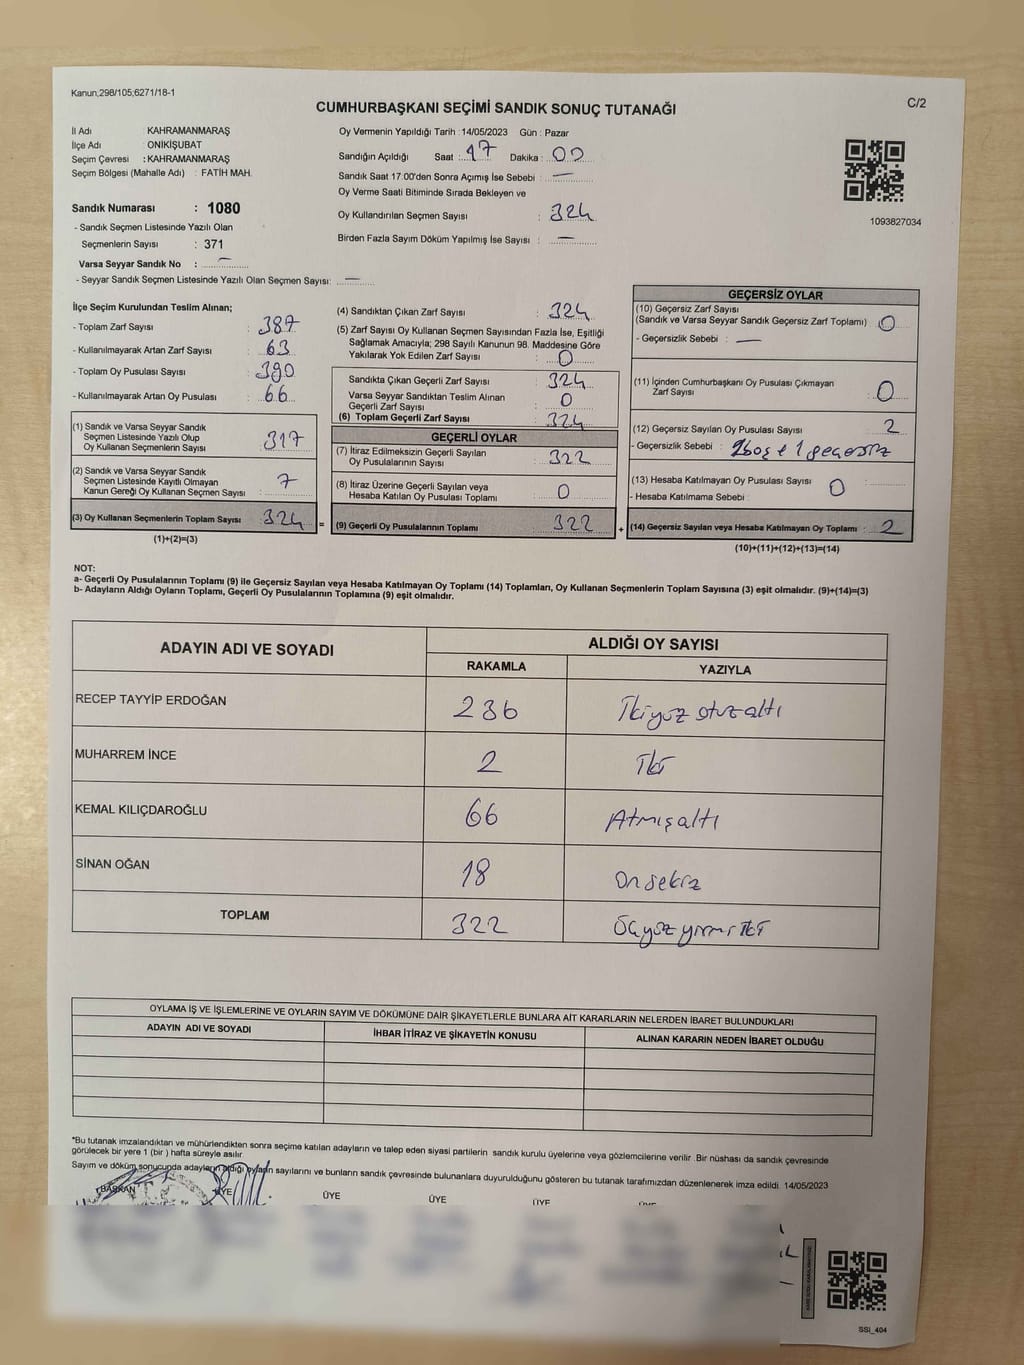 Kanun,298/105;6271/18-1
CUMHURBAŞKANI SEÇİMİ SANDIK SONUÇ TUTANAĞI
C/2
İl Adı : KAHRAMANMARAŞ
İlçe Adı : ONİKİŞUBAT
Seçim Çevresi : KAHRAMANMARAŞ
Seçim Bölgesi (Mahalle Adı) : FATİH MAH.
Sandık Numarası : 1080
- Sandık Seçmen Listesinde Yazılı Olan
Seçmenlerin Sayısı : 371
Varsa Seyyar Sandık No : —
- Seyyar Sandık Seçmen Listesinde Yazılı Olan Seçmen Sayısı: —
Oy Vermenin Yapıldığı Tarih : 14/05/2023 Gün : Pazar
Sandığın Açıldığı Saat : 17 Dakika : 00
Sandık Saat 17:00'den Sonra Açımış İse Sebebi : —
Oy Verme Saati Bitiminde Sırada Bekleyen ve
Oy Kullandırılan Seçmen Sayısı : 324
Birden Fazla Sayım Döküm Yapılmış İse Sayısı : —
1093827034
İlçe Seçim Kurulundan Teslim Alınan;
- Toplam Zarf Sayısı : 387
- Kullanılmayarak Artan Zarf Sayısı : 63
- Toplam Oy Pusulası Sayısı : 390
- Kullanılmayarak Artan Oy Pusulası : 66
(1) Sandık ve Varsa Seyyar Sandık
Seçmen Listesinde Yazılı Olup
Oy Kullanan Seçmenlerin Sayısı : 317
(2) Sandık ve Varsa Seyyar Sandık
Seçmen Listesinde Kayıtlı Olmayan
Kanun Gereği Oy Kullanan Seçmen Sayısı : 7
(3) Oy Kullanan Seçmenlerin Toplam Sayısı : 324
(1)+(2)=(3)
(4) Sandıktan Çıkan Zarf Sayısı : 324
(5) Zarf Sayısı Oy Kullanan Seçmen Sayısından Fazla İse, Eşitliği
Sağlamak Amacıyla; 298 Sayılı Kanunun 98. Maddesine Göre
Yakılarak Yok Edilen Zarf Sayısı : 0
Sandıkta Çıkan Geçerli Zarf Sayısı : 324
Varsa Seyyar Sandıktan Teslim Alınan
Geçerli Zarf Sayısı : 0
(6) Toplam Geçerli Zarf Sayısı : 324
GEÇERLİ OYLAR
(7) İtiraz Edilmeksizin Geçerli Sayılan
Oy Pusulalarının Sayısı : 322
(8) İtiraz Üzerine Geçerli Sayılan veya
Hesaba Katılan Oy Pusulası Toplamı : 0
= (9) Geçerli Oy Pusulalarının Toplamı : 322
GEÇERSİZ OYLAR
(10) Geçersiz Zarf Sayısı
(Sandık ve Varsa Seyyar Sandık Geçersiz Zarf Toplamı) : 0
- Geçersizlik Sebebi : —
(11) İçinden Cumhurbaşkanı Oy Pusulası Çıkmayan
Zarf Sayısı : 0
(12) Geçersiz Sayılan Oy Pusulası Sayısı : 2
- Geçersizlik Sebebi : boş + 1 geçersiz
(13) Hesaba Katılmayan Oy Pusulası Sayısı : 0
- Hesaba Katılmama Sebebi :
+ (14) Geçersiz Sayılan veya Hesaba Katılmayan Oy Toplamı : 2
(10)+(11)+(12)+(13)=(14)
NOT:
a- Geçerli Oy Pusulalarının Toplamı (9) ile Geçersiz Sayılan veya Hesaba Katılmayan Oy Toplamı (14) Toplamları, Oy Kullanan Seçmenlerin Toplam Sayısına (3) eşit olmalıdır. (9)+(14)=(3)
b- Adayların Aldığı Oyların Toplamı, Geçerli Oy Pusulalarının Toplamına (9) eşit olmalıdır.
ADAYIN ADI VE SOYADI ALDIĞI OY SAYISI
RAKAMLA YAZIYLA
RECEP TAYYİP ERDOĞAN 236 İkiyüz otuzaltı
MUHARREM İNCE 2 İki
KEMAL KILIÇDAROĞLU 66 Atmışaltı
SİNAN OĞAN 18 Onsekiz
TOPLAM 322 Üçyüz yirmi iki
OYLAMA İŞ VE İŞLEMLERİNE VE OYLARIN SAYIM VE DÖKÜMÜNE DAİR ŞİKAYETLERLE BUNLARA AİT KARARLARIN NELERDEN İBARET BULUNDUKLARI
ADAYIN ADI VE SOYADI İHBAR İTİRAZ VE ŞİKAYETİN KONUSU ALINAN KARARIN NEDEN İBARET OLDUĞU
*Bu tutanak imzalandıktan ve mühürlendikten sonra seçime katılan adayların ve talep eden siyasi partilerin sandık kurulu üyelerine veya gözlemcilerine verilir. Bir nüshası da sandık çevresinde
görülecek bir yere 1 (bir ) hafta süreyle asılır.
Sayım ve döküm sonucunda adayların aldığı oyların sayılarını ve bunların sandık çevresinde bulunanlara duyurulduğunu gösteren bu tutanak tarafımızdan düzenlenerek imza edildi. 14/05/2023
BAŞKAN ÜYE ÜYE ÜYE ÜYE
SSİ_404